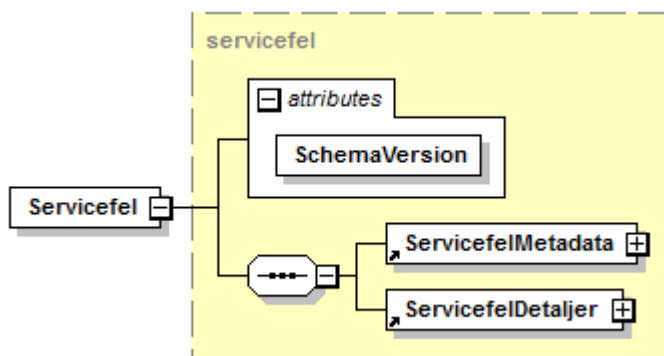 servicefel
attributes
SchemaVersion
Servicefel
ServicefelMetadata
ServicefelDetaljer